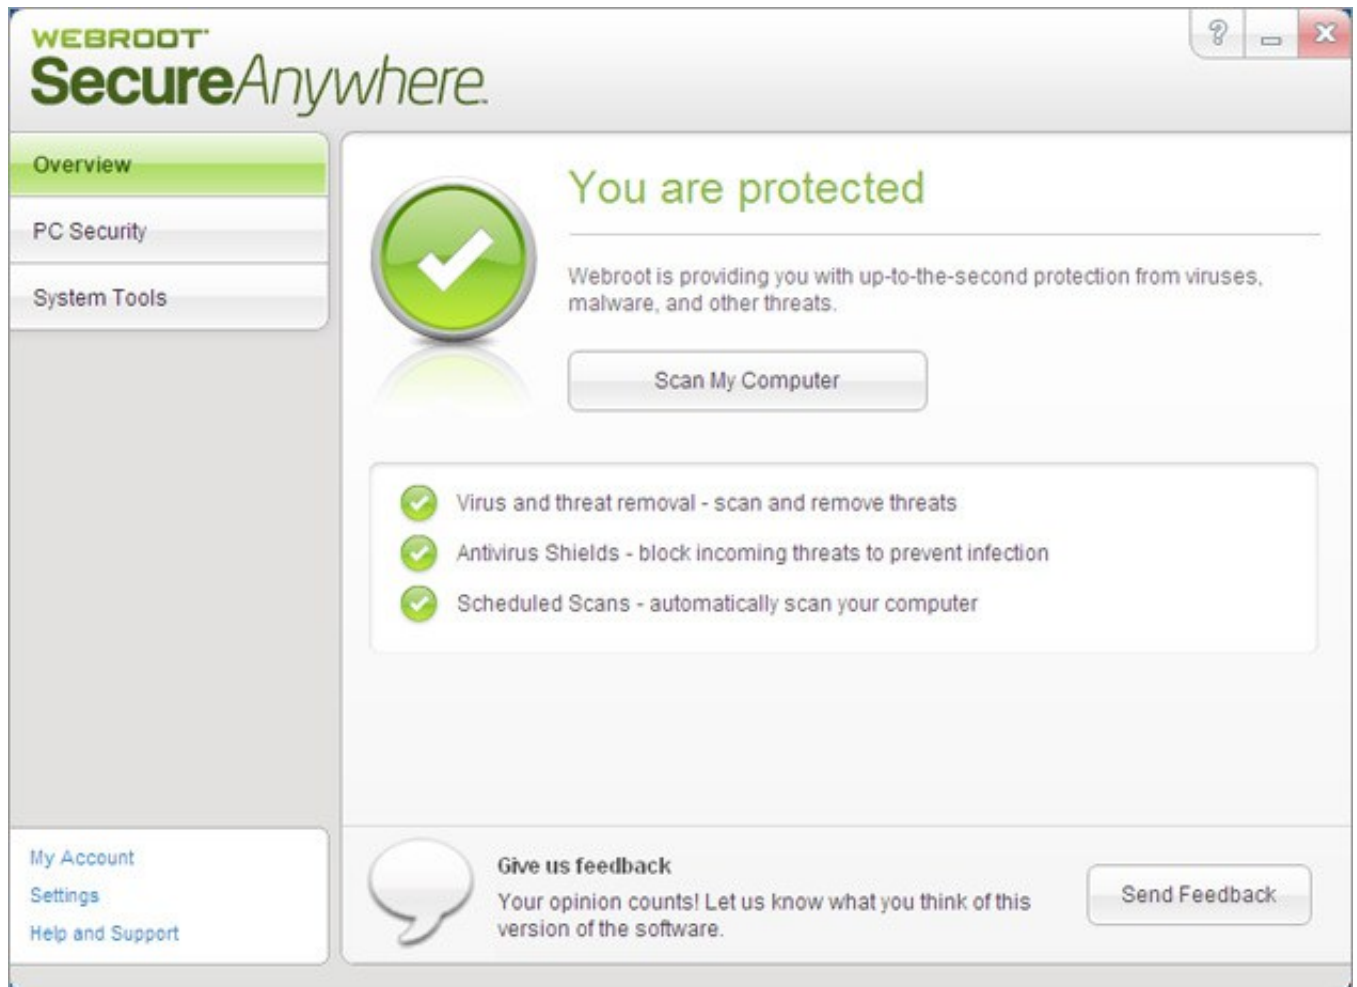 WEBROOT
SecureAnywhere™
?
Overview
PC Security
System Tools
You are protected
Webroot is providing you with up-to-the-second protection from viruses,
malware, and other threats.
Scan My Computer
Virus and threat removal - scan and remove threats
Antivirus Shields - block incoming threats to prevent infection
Scheduled Scans - automatically scan your computer
My Account
Settings
Help and Support
Give us feedback
Your opinion counts! Let us know what you think of this
version of the software.
Send Feedback